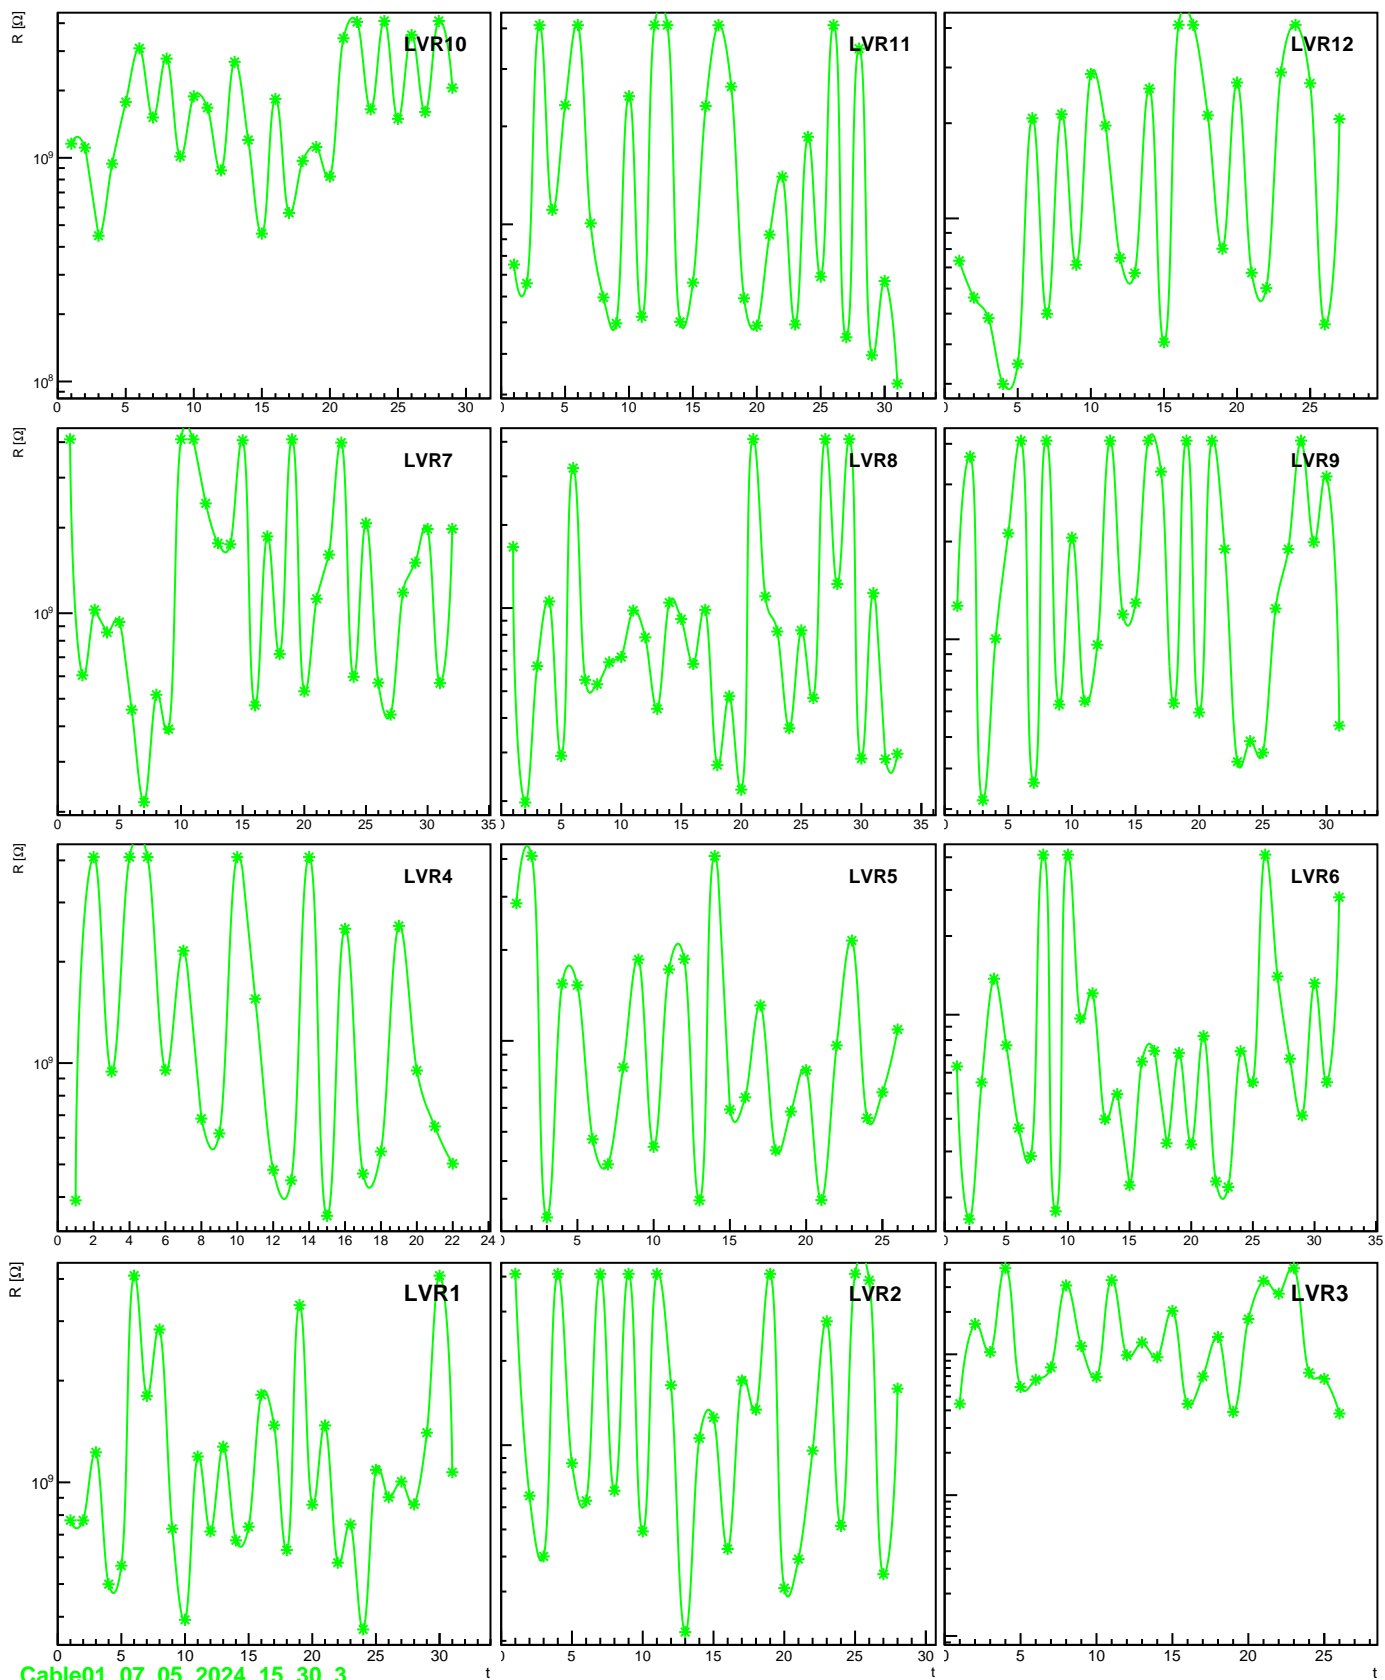 R [Ω]
LVR10
LVR11
LVR12
10⁹
10⁸
0 5 10 15 20 25 30
5 10 15 20 25 30
5 10 15 20 25
R [Ω]
LVR7
LVR8
LVR9
10⁹
0 5 10 15 20 25 30 35
5 10 15 20 25 30 35
5 10 15 20 25 30
R [Ω]
LVR4
LVR5
LVR6
10⁹
0 2 4 6 8 10 12 14 16 18 20 22 24
5 10 15 20 25
5 10 15 20 25 30 35
R [Ω]
LVR1
LVR2
LVR3
10⁹
0 5 10 15 20 25 30
5 10 15 20 25 30
5 10 15 20 25
t
t
t
Cable01_07_05_2024_15_30_3